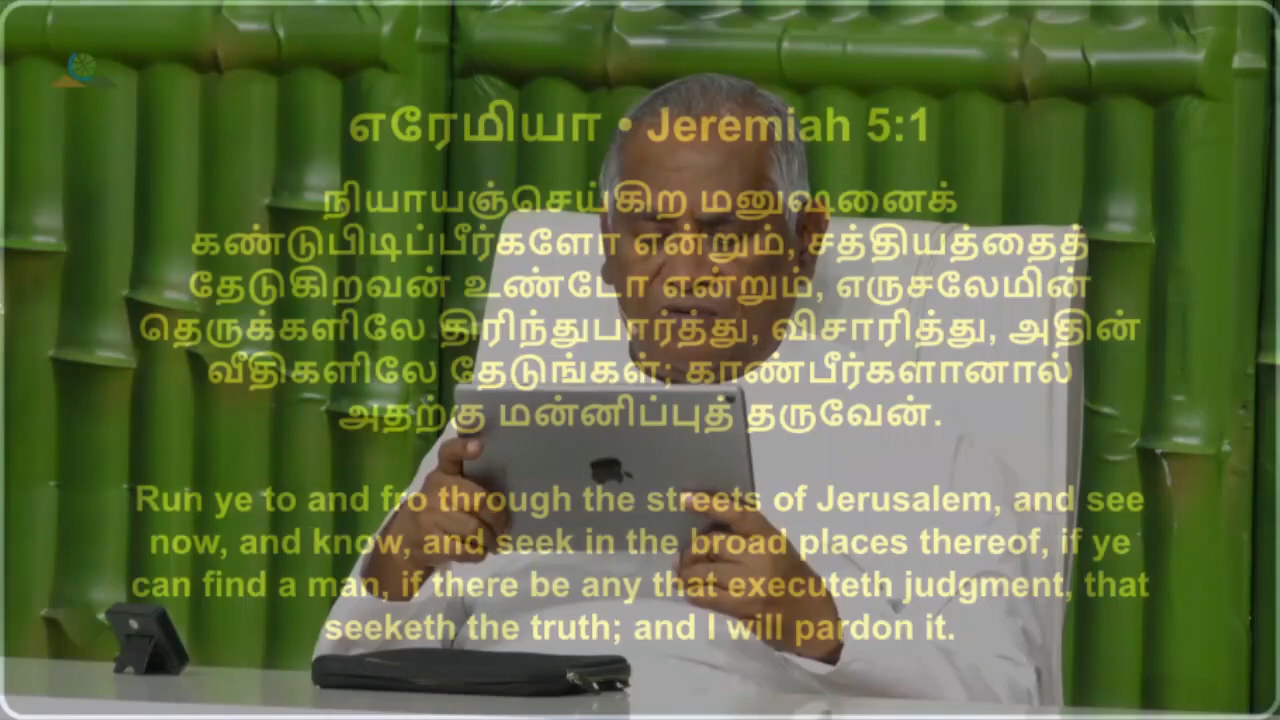 எரேமியா • Jeremiah 5:1
நியாயஞ்செய்கிற மனுஷனைக்
கண்டுபிடிப்பீர்களோ என்றும், சத்தியத்தைத்
தேடுகிறவன் உண்டோ என்றும், எருசலேமின்
தெருக்களிலே திரிந்துபார்த்து, விசாரித்து, அதின்
வீதிகளிலே தேடுங்கள்; காண்பீர்களானால்
அதற்கு மன்னிப்புத் தருவேன்.
Run ye to and fro through the streets of Jerusalem, and see
now, and know, and seek in the broad places thereof, if ye
can find a man, if there be any that executeth judgment, that
seeketh the truth; and I will pardon it.